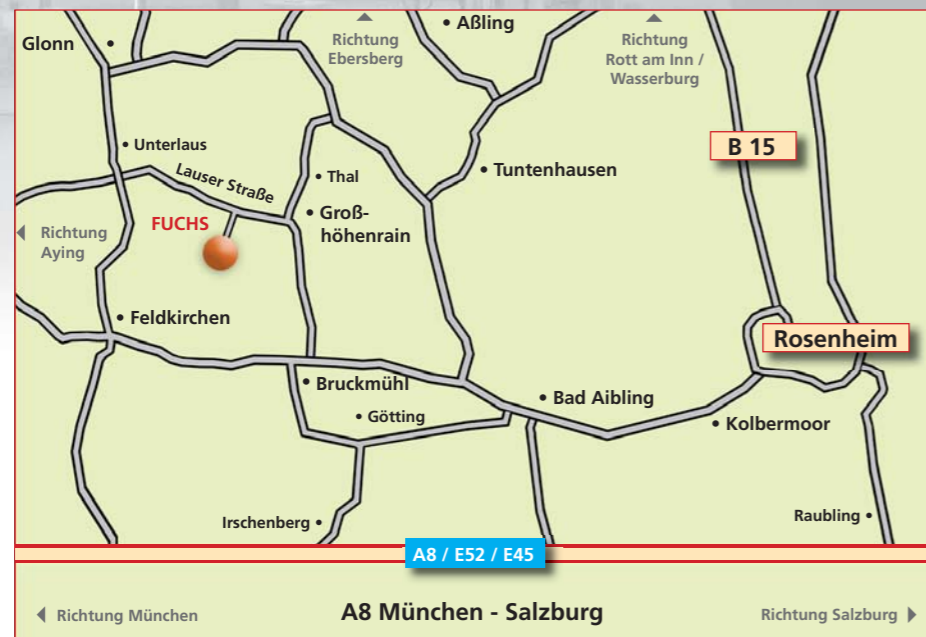 Aßling
Glonn
Richtung
Ebersberg
Richtung
Rott am Inn /
Wasserburg
B 15
Unterlaus
Lauser Straße
Thal
Tuntenhausen
FUCHS
Groß-
höhenrain
Richtung
Aying
Feldkirchen
Rosenheim
Bruckmühl
Bad Aibling
Götting
Kolbermoor
Irschenberg
Raubling
A8 / E52 / E45
Richtung München
A8 München - Salzburg
Richtung Salzburg